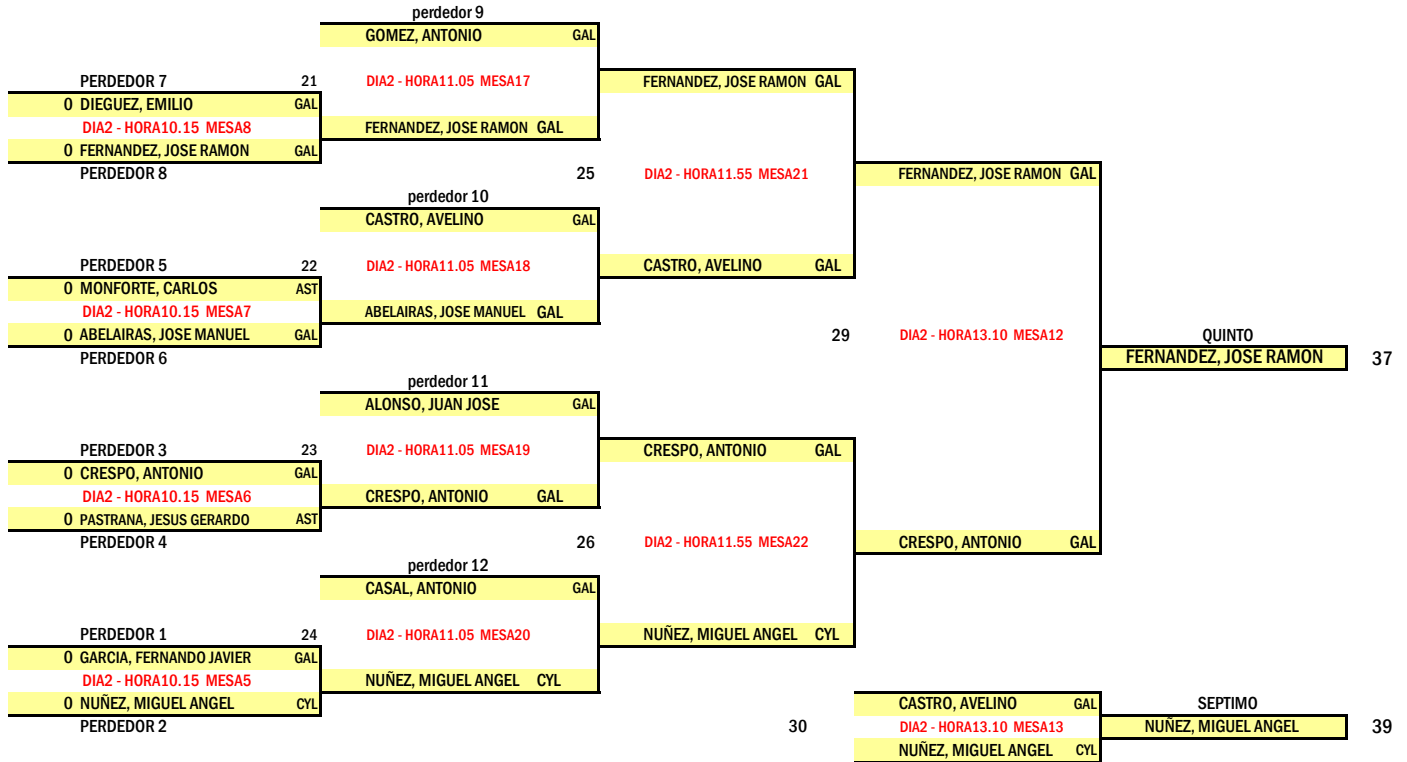 perdedor 9
GOMEZ, ANTONIO GAL
PERDEDOR 7 21 DIA2 - HORA11.05 MESA17 FERNANDEZ, JOSE RAMON GAL
0 DIEGUEZ, EMILIO GAL
DIA2 - HORA10.15 MESA8 FERNANDEZ, JOSE RAMON GAL
0 FERNANDEZ, JOSE RAMON GAL
PERDEDOR 8 25 DIA2 - HORA11.55 MESA21 FERNANDEZ, JOSE RAMON GAL
perdedor 10
CASTRO, AVELINO GAL
PERDEDOR 5 22 DIA2 - HORA11.05 MESA18 CASTRO, AVELINO GAL
0 MONFORTE, CARLOS AST
DIA2 - HORA10.15 MESA7 ABELAIRAS, JOSE MANUEL GAL
0 ABELAIRAS, JOSE MANUEL GAL 29 DIA2 - HORA13.10 MESA12 QUINTO
PERDEDOR 6 FERNANDEZ, JOSE RAMON 37
perdedor 11
ALONSO, JUAN JOSE GAL
PERDEDOR 3 23 DIA2 - HORA11.05 MESA19 CRESPO, ANTONIO GAL
0 CRESPO, ANTONIO GAL
DIA2 - HORA10.15 MESA6 CRESPO, ANTONIO GAL
0 PASTRANA, JESUS GERARDO AST
PERDEDOR 4 26 DIA2 - HORA11.55 MESA22 CRESPO, ANTONIO GAL
perdedor 12
CASAL, ANTONIO GAL
PERDEDOR 1 24 DIA2 - HORA11.05 MESA20 NUÑEZ, MIGUEL ANGEL CYL
0 GARCIA, FERNANDO JAVIER GAL
DIA2 - HORA10.15 MESA5 NUÑEZ, MIGUEL ANGEL CYL
0 NUÑEZ, MIGUEL ANGEL CYL CASTRO, AVELINO GAL SEPTIMO
PERDEDOR 2 30 DIA2 - HORA13.10 MESA13 NUÑEZ, MIGUEL ANGEL 39
NUÑEZ, MIGUEL ANGEL CYL